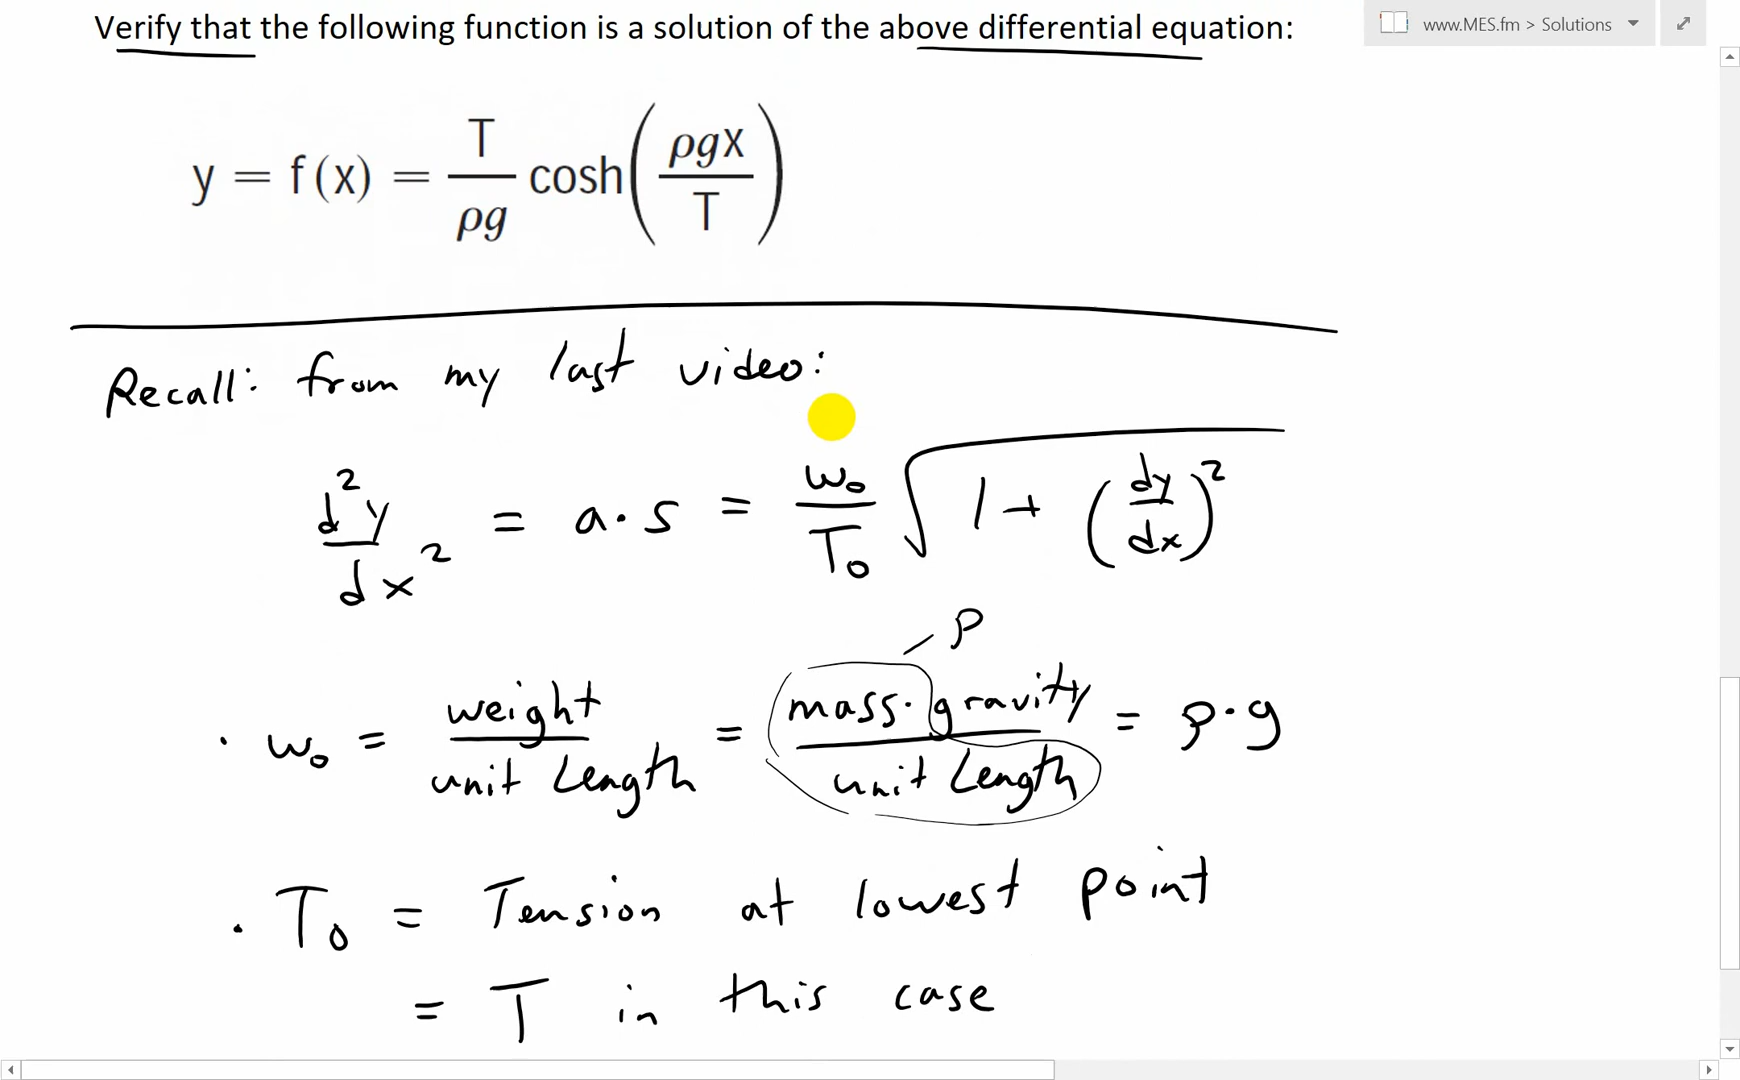 Verify that the following function is a solution of the above differential equation:
www.MES.fm > Solutions
y = f(x) = T/ρg cosh(ρgx/T)
Recall: from my last video:
d²y/dx² = a·s = w₀/T₀ √(1 + (dy/dx)²)
ρ
· w₀ = weight/unit Length = mass·gravity/unit Length = ρ·g
· T₀ = Tension at lowest point
= T in this case